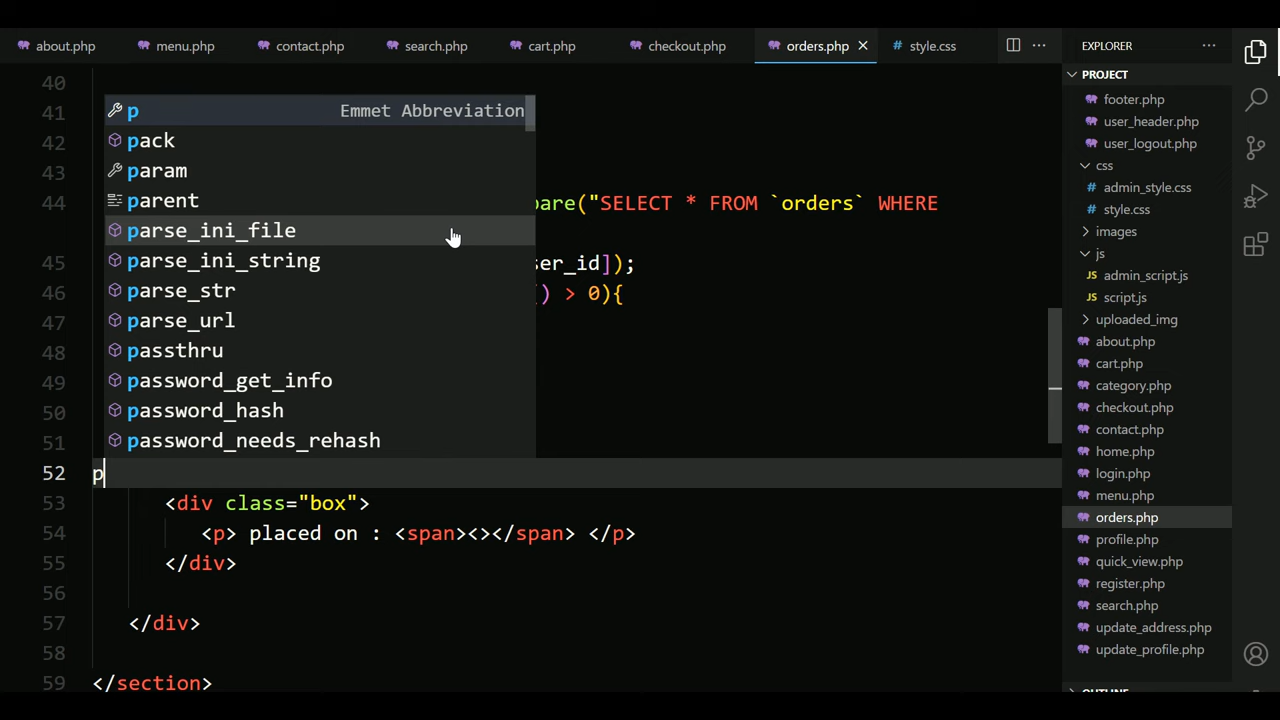 about.php menu.php contact.php search.php cart.php checkout.php orders.php style.css
EXPLORER
PROJECT
footer.php
user_header.php
user_logout.php
css
admin_style.css
style.css
images
js
admin_script.js
script.js
uploaded_img
about.php
cart.php
category.php
checkout.php
contact.php
home.php
login.php
menu.php
orders.php
profile.php
quick_view.php
register.php
search.php
update_address.php
update_profile.php
40
41
42
43
44 pare("SELECT * FROM `orders` WHERE
45 ser_id]);
46 () > 0){
47
48
49
50
51
p Emmet Abbreviation
pack
param
parent
parse_ini_file
parse_ini_string
parse_str
parse_url
passthru
password_get_info
password_hash
password_needs_rehash
52 p
53 <div class="box">
54 <p> placed on : <span><></span> </p>
55 </div>
56
57 </div>
58
59 </section>